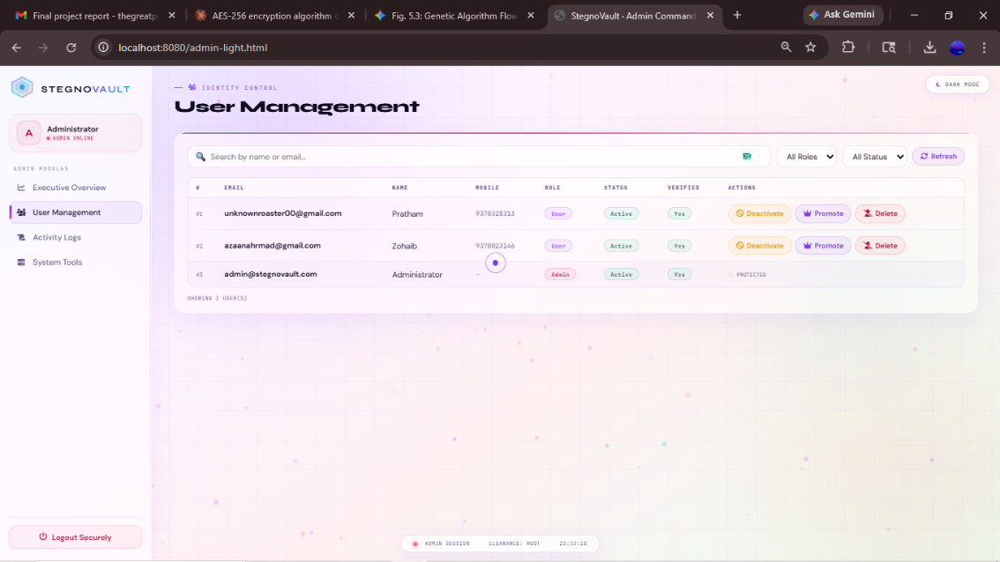 Final project report - thegreatp
AES-256 encryption algorithm c
Fig. 5.3: Genetic Algorithm Flow
StegnoVault · Admin Command
Ask Gemini
localhost:8080/admin-light.html
STEGNOVAULT
A
Administrator
ADMIN ONLINE
ADMIN MODULES
Executive Overview
User Management
Activity Logs
System Tools
Logout Securely
IDENTITY CONTROL
User Management
DARK MODE
Search by name or email...
All Roles
All Status
Refresh
# EMAIL NAME MOBILE ROLE STATUS VERIFIED ACTIONS
#1 unknownroaster00@gmail.com Pratham 9370328313 User Active Yes Deactivate Promote Delete
#2 azaanahrmad@gmail.com Zohaib 9370023146 User Active Yes Deactivate Promote Delete
#3 admin@stegnovault.com Administrator — Admin Active Yes PROTECTED
SHOWING 3 USER(S)
ADMIN SESSION · CLEARANCE: ROOT · 23:33:18